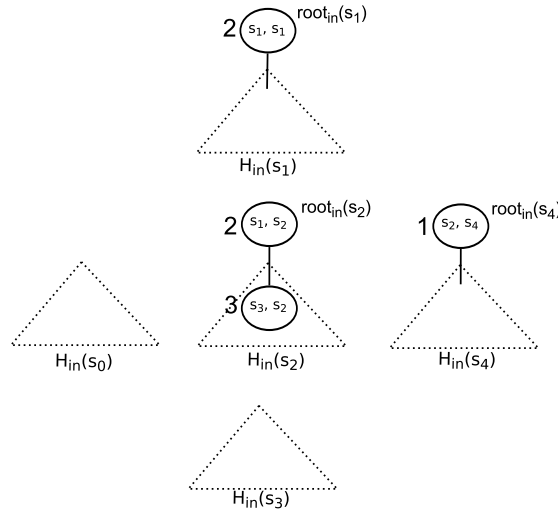 2 s₁, s₁ rootᵢₙ(s₁)
Hᵢₙ(s₁)
2 s₁, s₂ rootᵢₙ(s₂)
1 s₂, s₄ rootᵢₙ(s₄)
3 s₃, s₂
Hᵢₙ(s₀)
Hᵢₙ(s₂)
Hᵢₙ(s₄)
Hᵢₙ(s₃)